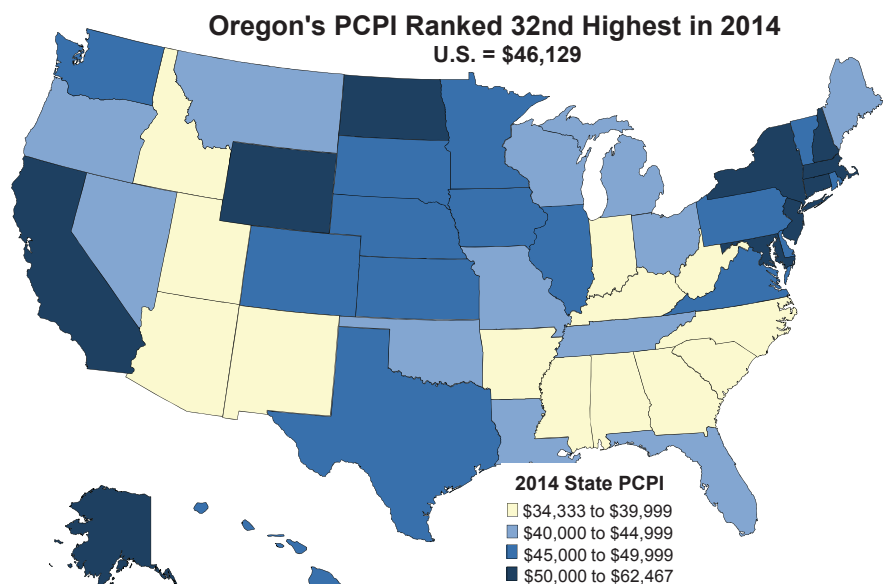 Oregon's PCPI Ranked 32nd Highest in 2014
U.S. = $46,129
2014 State PCPI
$34,333 to $39,999
$40,000 to $44,999
$45,000 to $49,999
$50,000 to $62,467